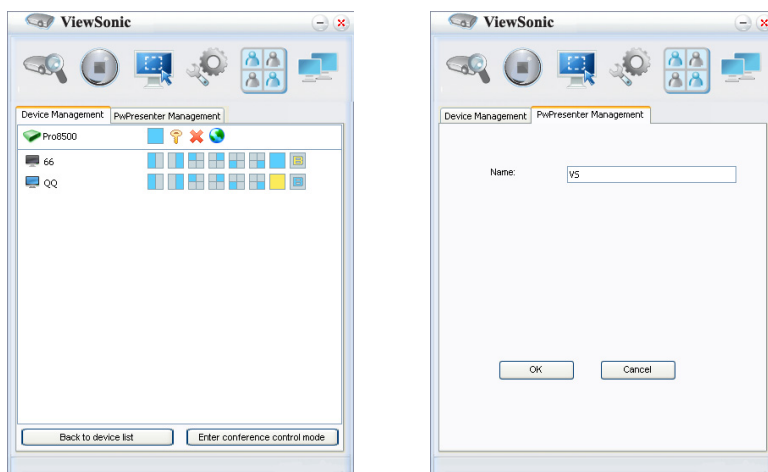 ViewSonic
Device Management PwPresenter Management
Pro8500
66
QQ
Back to device list Enter conference control mode
ViewSonic
Device Management PwPresenter Management
Name: VS
OK Cancel